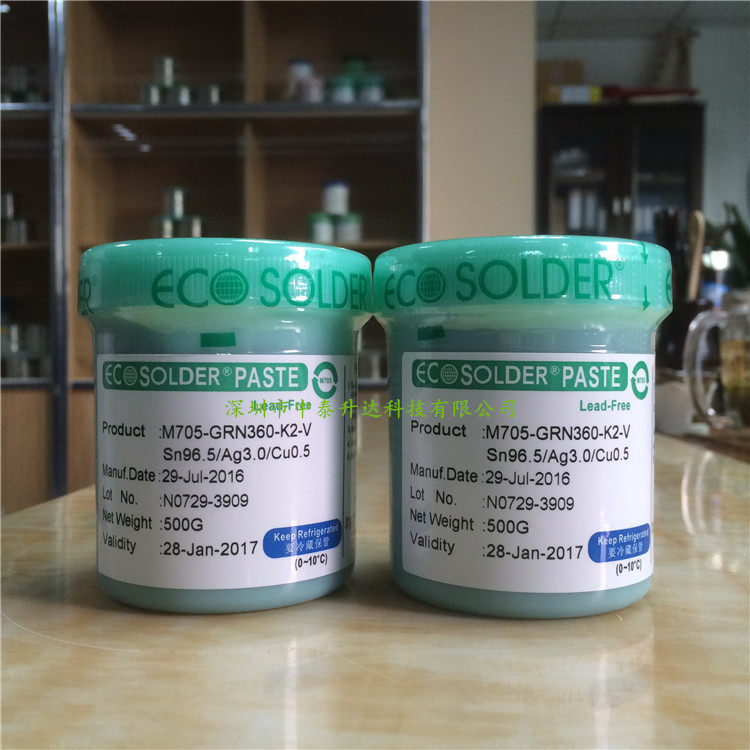 ECO SOLDER
ECO SOLDER®
ECO SOLDER® PASTE
M705
Lead-Free
Product :M705-GRN360-K2-V
Sn96.5/Ag3.0/Cu0.5
Manuf.Date :29-Jul-2016
Lot No. :N0729-3909
Net Weight :500G
Validity :28-Jan-2017
Keep Refrigerated
要冷藏保管
(0~10°C)
ECO SOLDER® PASTE
M705
Lead-Free
Product :M705-GRN360-K2-V
Sn96.5/Ag3.0/Cu0.5
Manuf.Date :29-Jul-2016
Lot No. :N0729-3909
Net Weight :500G
Validity :28-Jan-2017
Keep Refrigerated
要冷藏保管
(0~10°C)
深圳市中泰升达科技有限公司